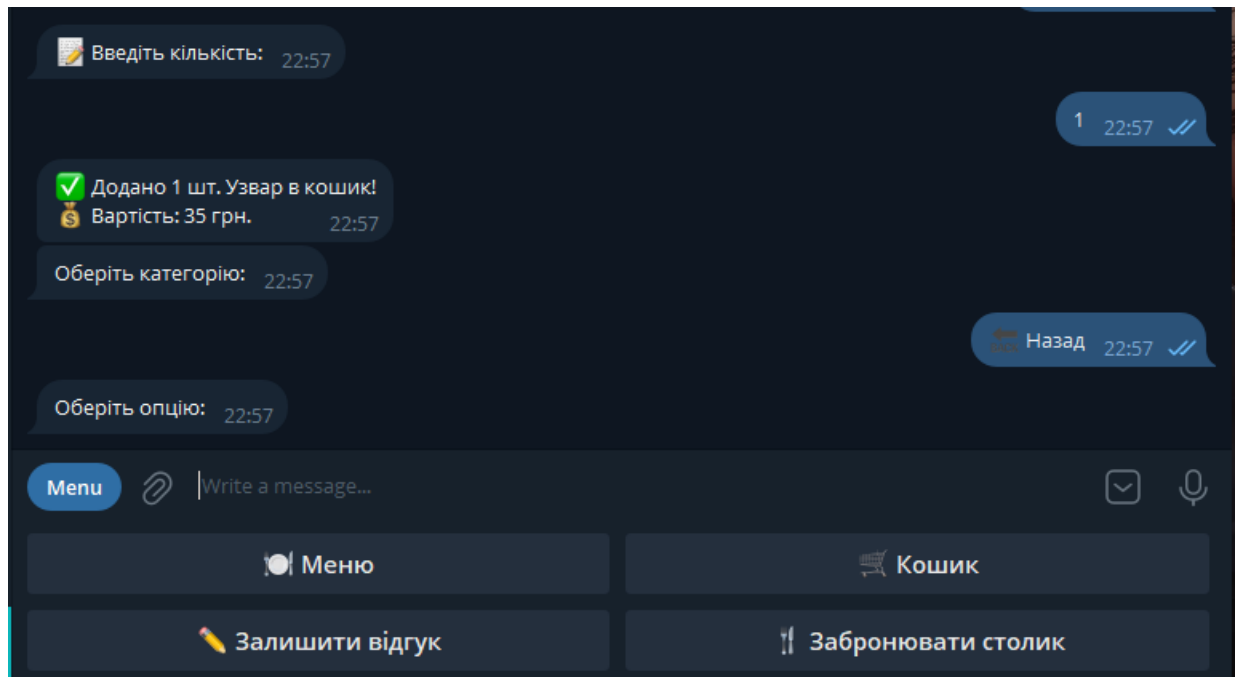 📝 Введіть кількість: 22:57
1 22:57
✅ Додано 1 шт. Узвар в кошик!
💰 Вартість: 35 грн. 22:57
Оберіть категорію: 22:57
🔙 Назад 22:57
Оберіть опцію: 22:57
Menu Write a message...
🍽️ Меню 🛒 Кошик
✏️ Залишити відгук 🍴 Забронювати столик